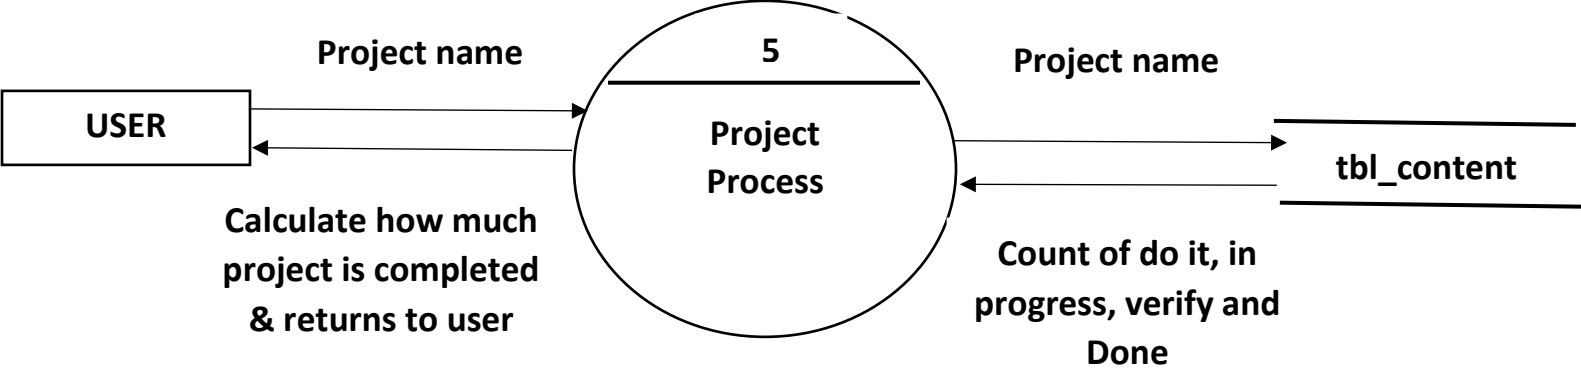 Project name
5
Project name
USER
Project
Process
tbl_content
Calculate how much
project is completed
& returns to user
Count of do it, in
progress, verify and
Done